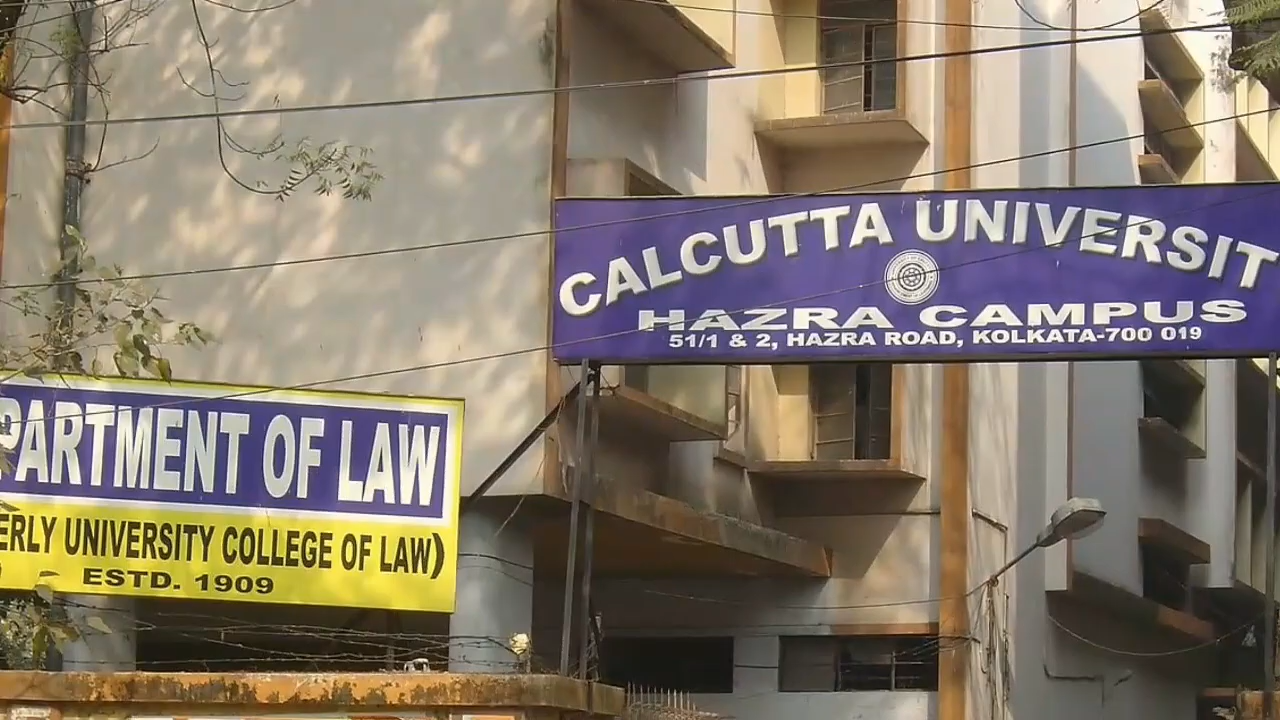 CALCUTTA UNIVERSIT
HAZRA CAMPUS
51/1 & 2, HAZRA ROAD, KOLKATA-700 019
PARTMENT OF LAW
ERLY UNIVERSITY COLLEGE OF LAW)
ESTD. 1909